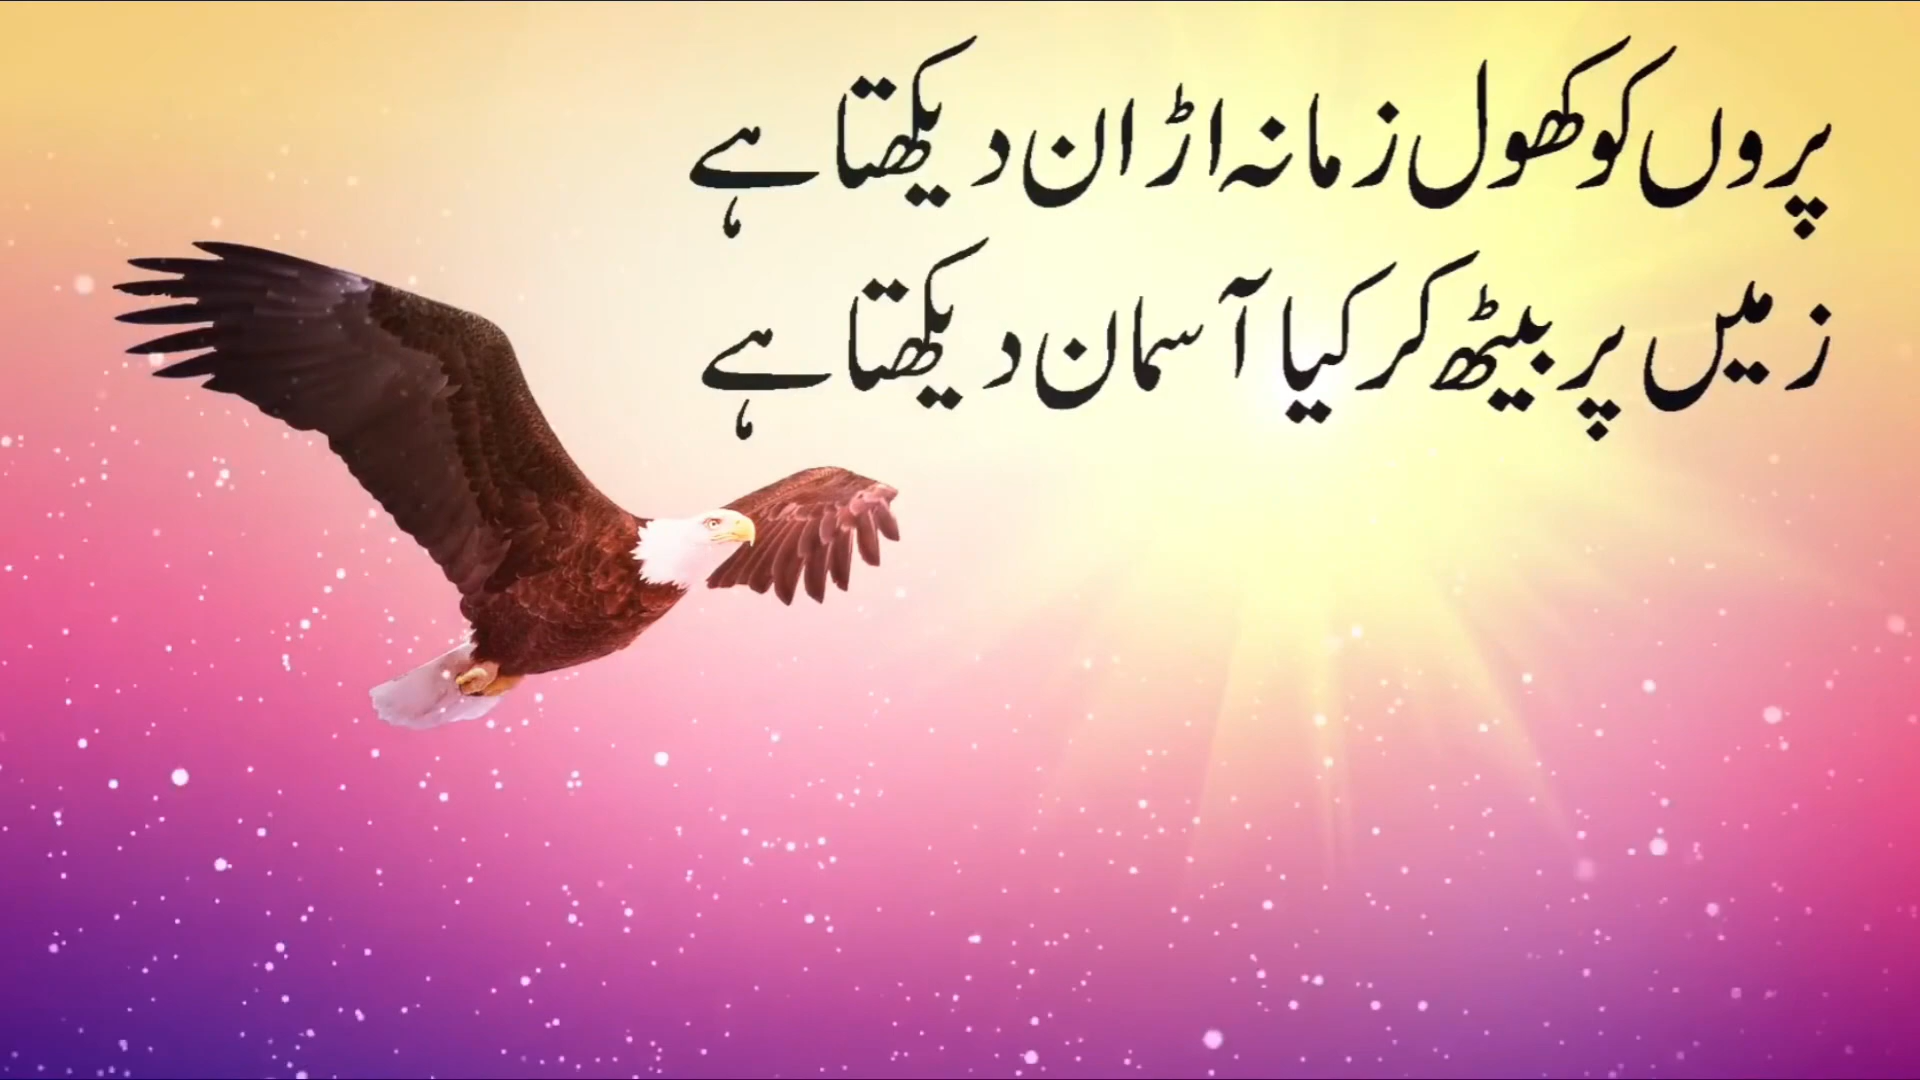 پروں کو کھول زمانہ اڑان دیکھتا ہے
زمیں پر بیٹھ کر کیا آسمان دیکھتا ہے